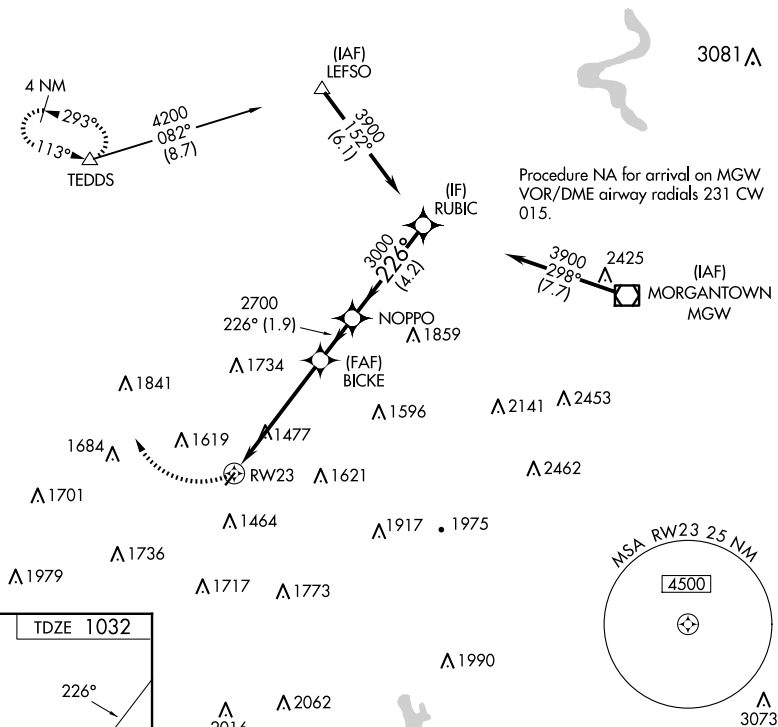 (IAF)
LEFSO
3081
4 NM
293°
113°
TEDDS
4200
082°
(8.7)
3900
152°
(6.1)
Procedure NA for arrival on MGW
VOR/DME airway radials 231 CW
015.
(IF)
RUBIC
3000
226°
(4.2)
3900
298°
(7.7)
2425
(IAF)
MORGANTOWN
MGW
2700
226° (1.9)
NOPPO
1859
1734
(FAF)
BICKE
1841
1596
2141
2453
1684
1619
1477
RW23
1621
2462
1701
1464
1917
1975
1736
1979
1717
1773
MSA RW23 25 NM
4500
TDZE 1032
1990
226°
2016
2062
3073